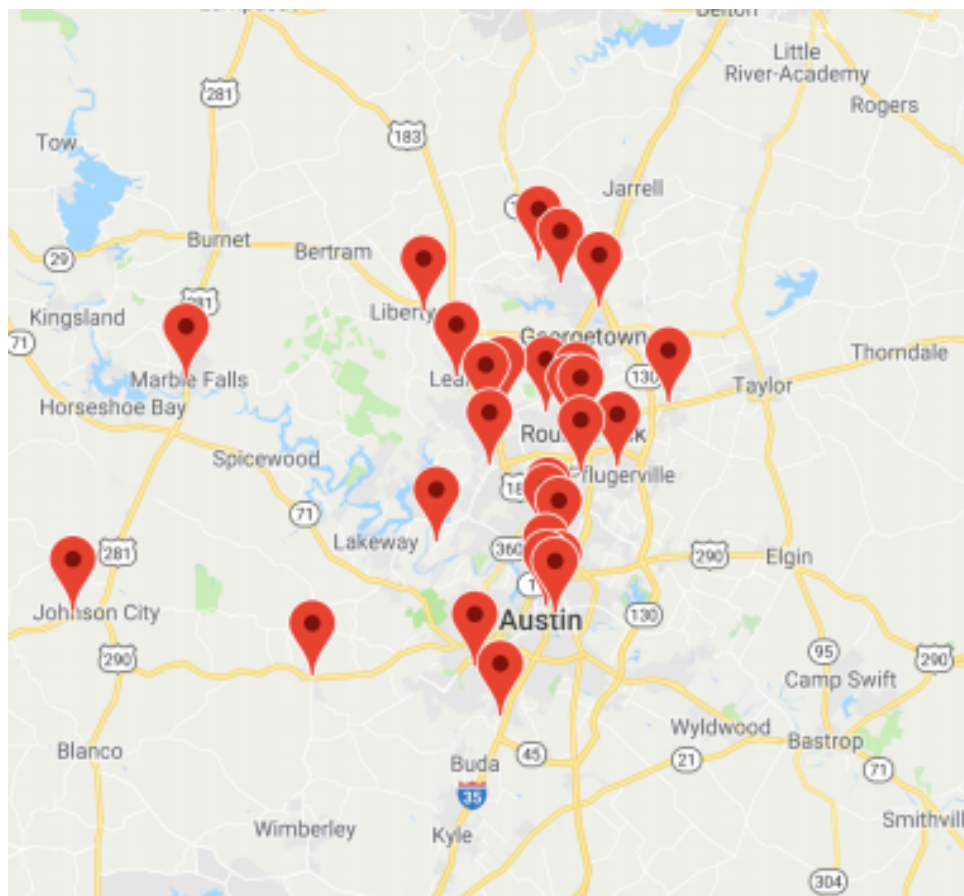 281
183
Little
River-Academy
Rogers
Tow
Jarrell
Burnet
Bertram
29
281
Kingsland
Liberty
71
Georgetown
Thorndale
Marble Falls
130
Taylor
Horseshoe Bay
Spicewood
Pflugerville
71
Lakeway
360
281
290
Elgin
Johnson City
Austin
130
290
95
290
Camp Swift
Wyldwood
Blanco
45
Bastrop
Buda
21
71
35
Smithvill
Wimberley
Kyle
304